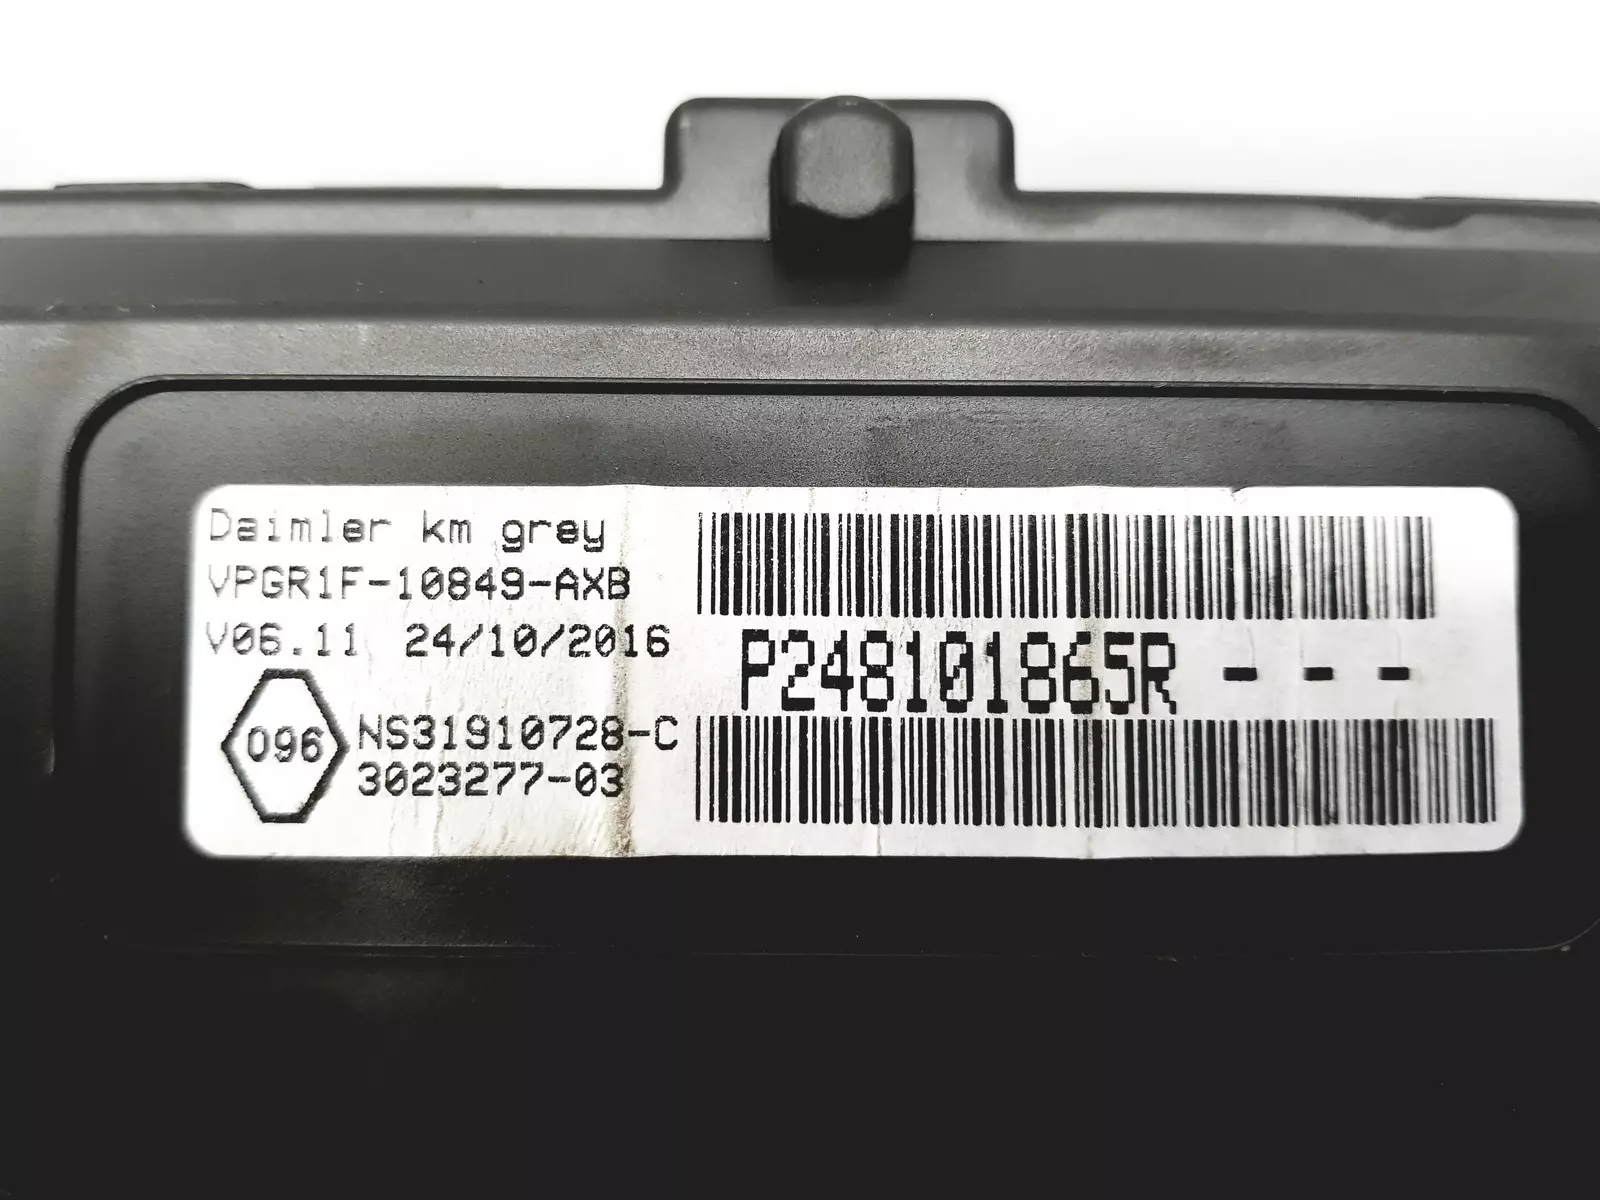 Daimler km grey
VPGR1F-10849-AXB
V06.11 24/10/2016
096
NS31910728-C
3023277-03
P248101865R - - -